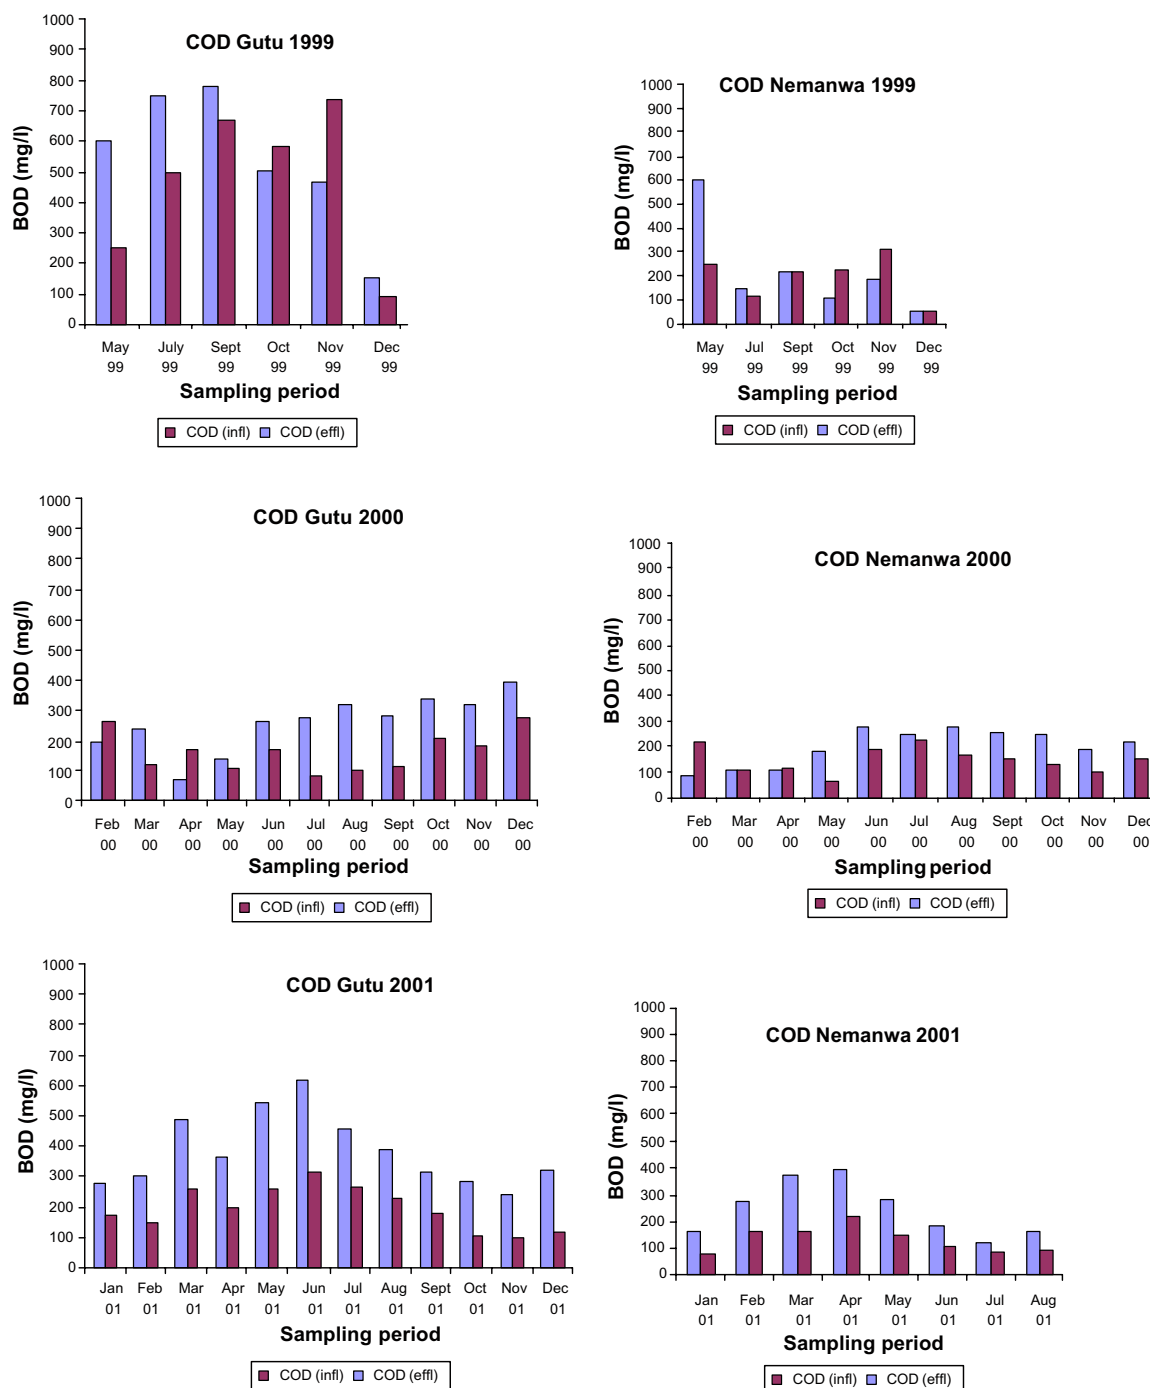 COD Gutu 1999
BOD (mg/l)
1000
900
800
700
600
500
400
300
200
100
0
May July Sept Oct Nov Dec
99 99 99 99 99 99
Sampling period
COD (infl) COD (effl)
COD Nemanwa 1999
BOD (mg/l)
1000
900
800
700
600
500
400
300
200
100
0
May Jul Sept Oct Nov Dec
99 99 99 99 99 99
Sampling period
COD (infl) COD (effl)
COD Gutu 2000
BOD (mg/l)
1000
900
800
700
600
500
400
300
200
100
0
Feb Mar Apr May Jun Jul Aug Sept Oct Nov Dec
00 00 00 00 00 00 00 00 00 00 00
Sampling period
COD (infl) COD (effl)
COD Nemanwa 2000
BOD (mg/l)
1000
900
800
700
600
500
400
300
200
100
0
Feb Mar Apr May Jun Jul Aug Sept Oct Nov Dec
00 00 00 00 00 00 00 00 00 00 00
Sampling period
COD (infl) COD (effl)
COD Gutu 2001
BOD (mg/l)
1000
900
800
700
600
500
400
300
200
100
0
Jan Feb Mar Apr May Jun Jul Aug Sept Oct Nov Dec
01 01 01 01 01 01 01 01 01 01 01 01
Sampling period
COD (infl) COD (effl)
COD Nemanwa 2001
BOD (mg/l)
1000
900
800
700
600
500
400
300
200
100
0
Jan Feb Mar Apr May Jun Jul Aug
01 01 01 01 01 01 01 01
Sampling period
COD (infl) COD (effl)